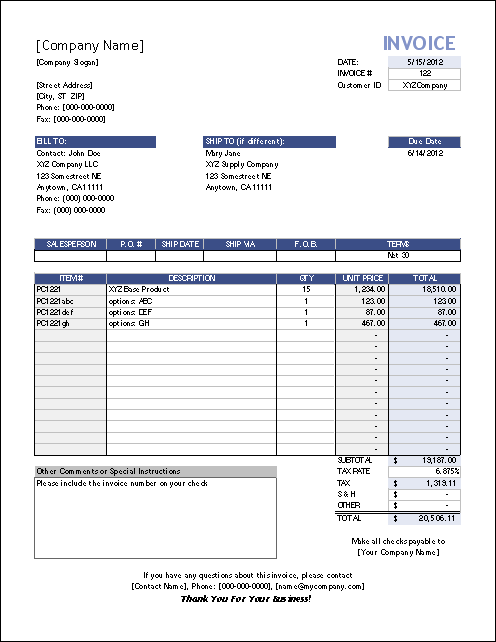 [Company Name] INVOICE
[Company Slogan] DATE: 5/15/2012
INVOICE # 122
[Street Address] Customer ID XYZCompany
[City, ST ZIP]
Phone: [000-000-0000]
Fax: [000-000-0000]
BILL TO: SHIP TO (if different): Due Date
Contact: John Doe Mary Jane 6/14/2012
XYZ Company LLC XYZ Supply Company
123 Somestreet NE 123 Somestreet NE
Anytown, CA 11111 Anytown, CA 11111
Phone: (000) 000-0000
Fax: (000) 000-0000
SALESPERSON P.O. # SHIP DATE SHIP VIA F.O.B. TERMS
Net 30
ITEM # DESCRIPTION QTY UNIT PRICE TOTAL
PC1221 XYZ Base Product 15 1,234.00 18,510.00
PC1221abc options: ABC 1 123.00 123.00
PC1221def options: DEF 1 87.00 87.00
PC1221gh options: GH 1 467.00 467.00
-
-
-
-
-
-
-
-
-
-
SUBTOTAL $ 19,187.00
Other Comments or Special Instructions TAX RATE 6.875%
Please include the invoice number on your check TAX $ 1,319.11
S & H $ -
OTHER $ -
TOTAL $ 20,506.11
Make all checks payable to
[Your Company Name]
If you have any questions about this invoice, please contact
[Contact Name], Phone: [000-000-0000], [name@mycompany.com]
Thank You For Your Business!